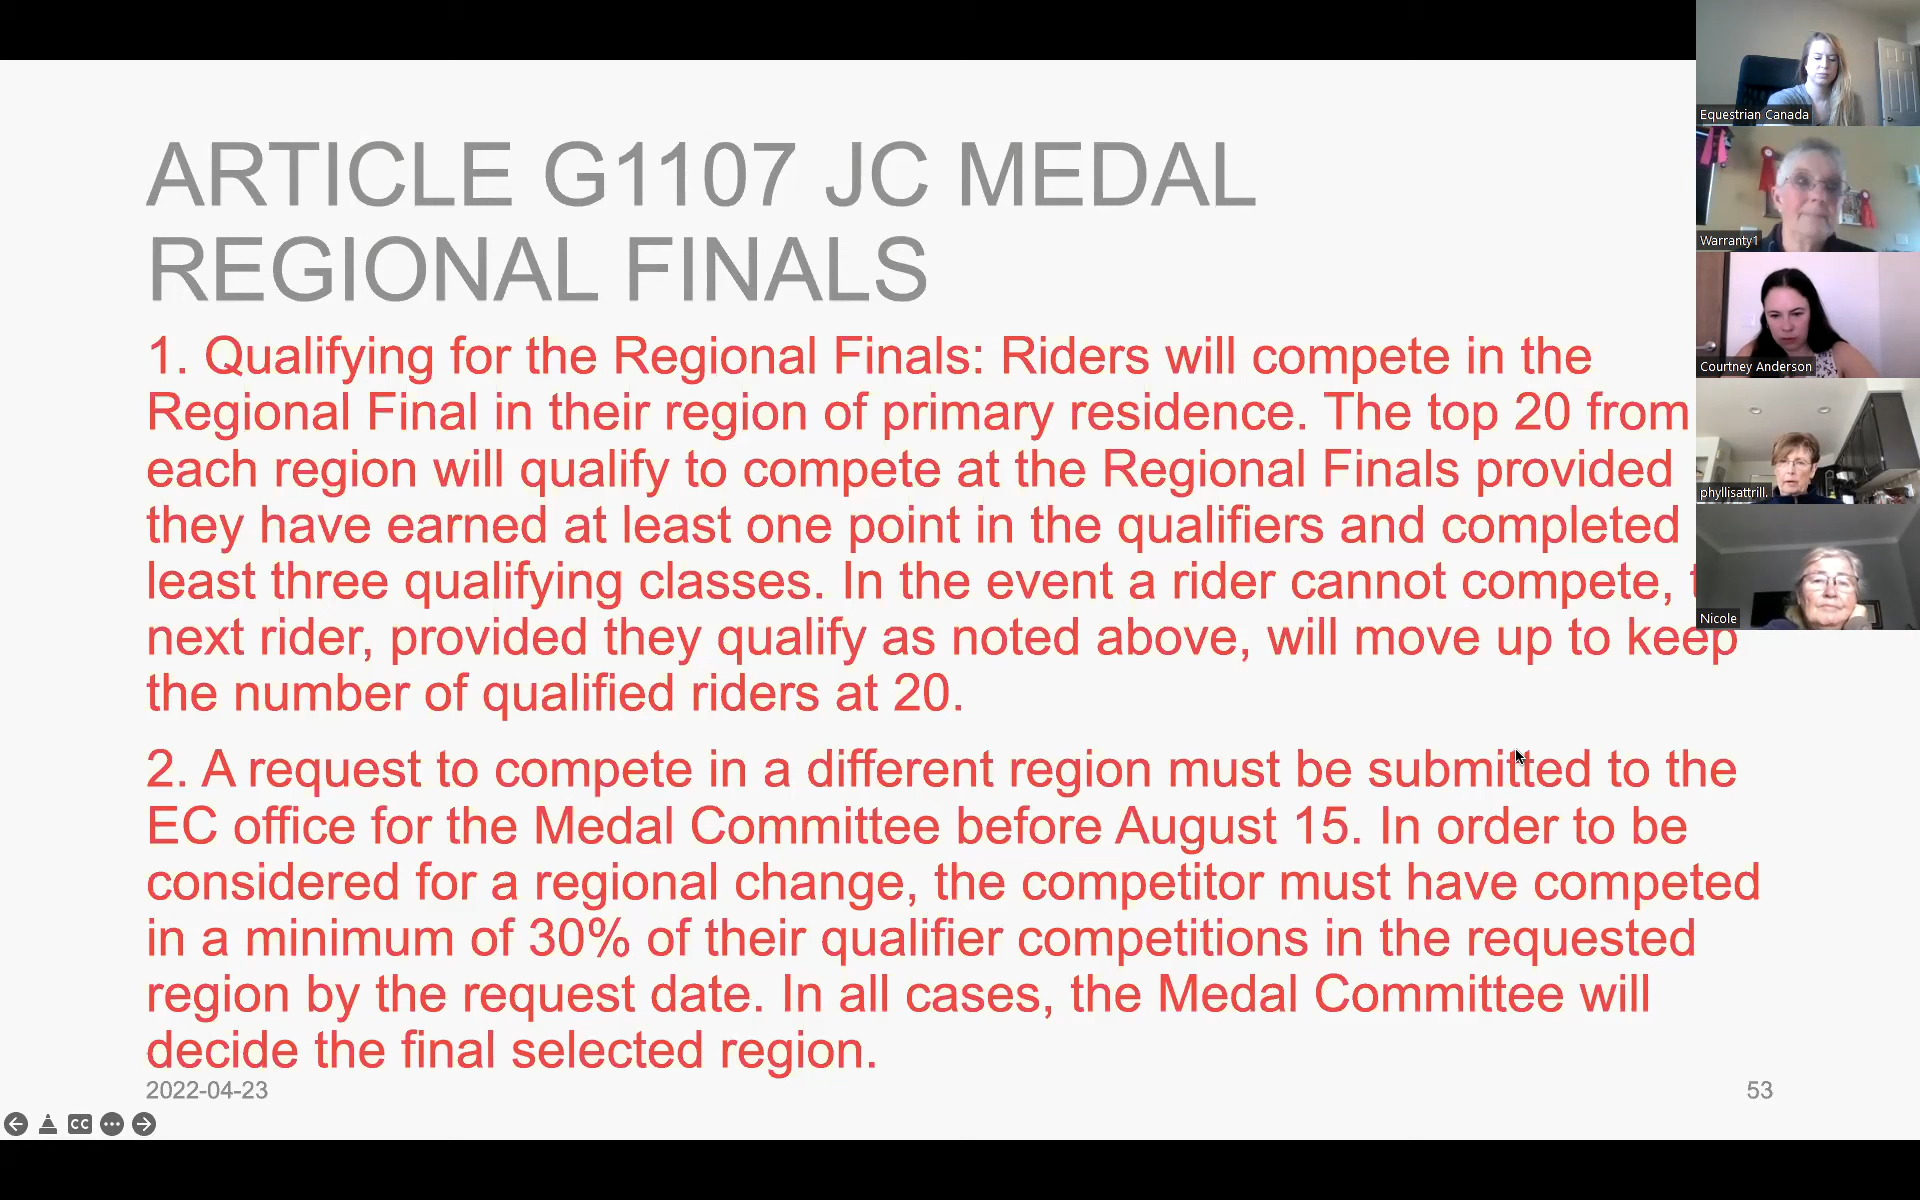 ARTICLE G1107 JC MEDAL
REGIONAL FINALS
1. Qualifying for the Regional Finals: Riders will compete in the
Regional Final in their region of primary residence. The top 20 from
each region will qualify to compete at the Regional Finals provided
they have earned at least one point in the qualifiers and completed
least three qualifying classes. In the event a rider cannot compete,
next rider, provided they qualify as noted above, will move up to keep
the number of qualified riders at 20.
2. A request to compete in a different region must be submitted to the
EC office for the Medal Committee before August 15. In order to be
considered for a regional change, the competitor must have competed
in a minimum of 30% of their qualifier competitions in the requested
region by the request date. In all cases, the Medal Committee will
decide the final selected region.
2022-04-23
53
CC
Equestrian Canada
Warranty1
Courtney Anderson
phyllisattrill.
Nicole